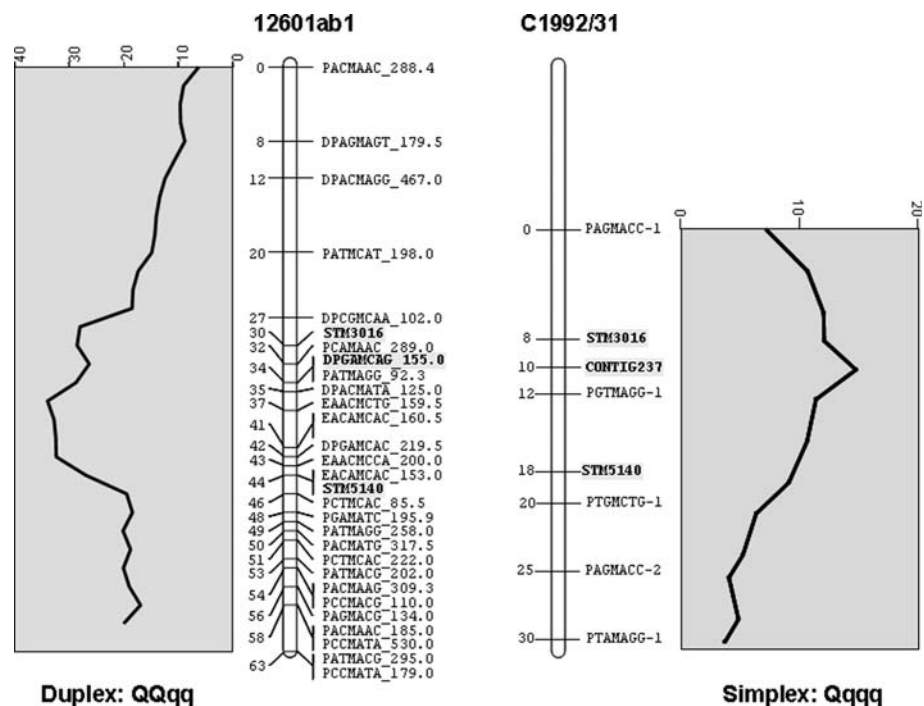 12601ab1
C1992/31
40 30 20 10 0
0 PACMAAC_288.4
8 DPAGMAGT_179.5
12 DPACMAGG_467.0
20 PATMCAT_198.0
27 DPCGMCAA_102.0
30 STM3016
32 PCAMAAC_289.0
DPGAMCAG_155.0
PATMAGG_92.3
35 DPACMATA_125.0
37 EAACMCTG_159.5
41 EACAMCAC_160.5
42 DPGAMCAC_219.5
43 EAACMCCA_200.0
44 EACAMCAC_153.0
STM5140
46 PCTMCAC_85.5
48 PGAMATC_195.9
49 PATMAGG_258.0
50 PACMATG_317.5
51 PCTMCAC_222.0
53 PATMACG_202.0
54 PACMAAG_309.3
PCCMACG_110.0
56 PAGMACG_134.0
58 PACMAAC_185.0
PCCMATA_530.0
63 PATMACG_295.0
PCCMATA_179.0
0 PAGMACC-1
8 STM3016
10 CONTIG237
12 PGTMAGG-1
18 STM5140
20 PTGMCTG-1
25 PAGMACC-2
30 PTAMAGG-1
0 10 20
Duplex: QQqq
Simplex: Qqqq